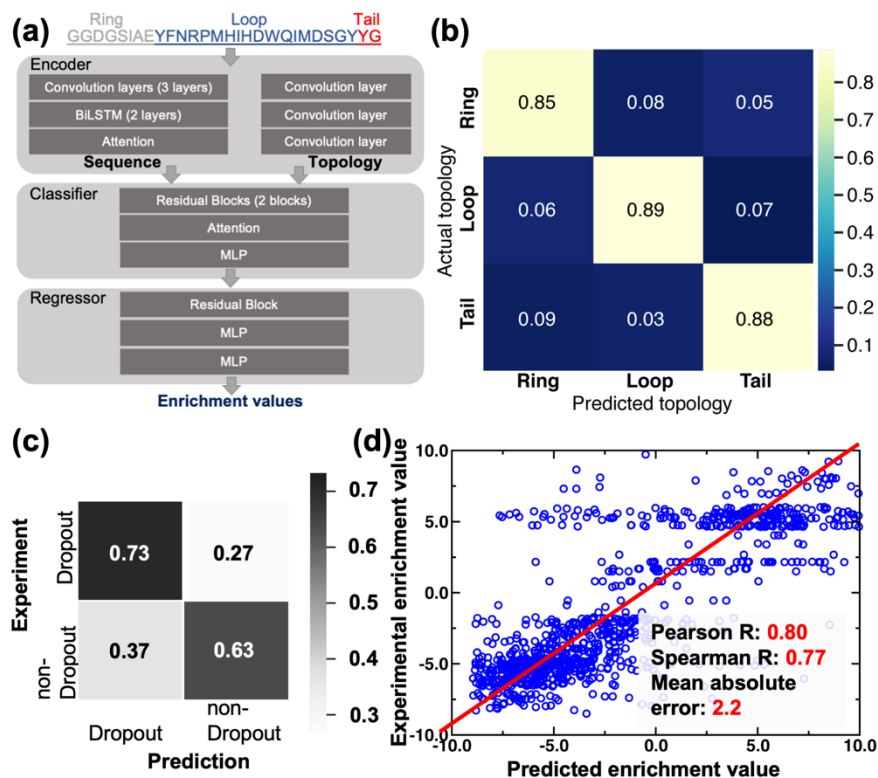 (a)
Ring Loop Tail
GGDGSIAEYFNRPMHIHDWQIMDSGYYG
Encoder
Convolution layers (3 layers) Convolution layer
BiLSTM (2 layers) Convolution layer
Attention Convolution layer
Sequence Topology
Classifier
Residual Blocks (2 blocks)
Attention
MLP
Regressor
Residual Block
MLP
MLP
Enrichment values
(b)
Actual topology
Ring
Loop
Tail
0.85 0.08 0.05
0.06 0.89 0.07
0.09 0.03 0.88
Ring Loop Tail
Predicted topology
0.8
0.7
0.6
0.5
0.4
0.3
0.2
0.1
(c)
Experiment
Dropout
non-
Dropout
0.73 0.27
0.37 0.63
Dropout non-
Dropout
Prediction
0.7
0.6
0.5
0.4
0.3
(d)
Experimental enrichment value
10.0
5.0
0.0
-5.0
-10.0
Pearson R: 0.80
Spearman R: 0.77
Mean absolute
error: 2.2
-10.0 -5.0 0.0 5.0 10.0
Predicted enrichment value